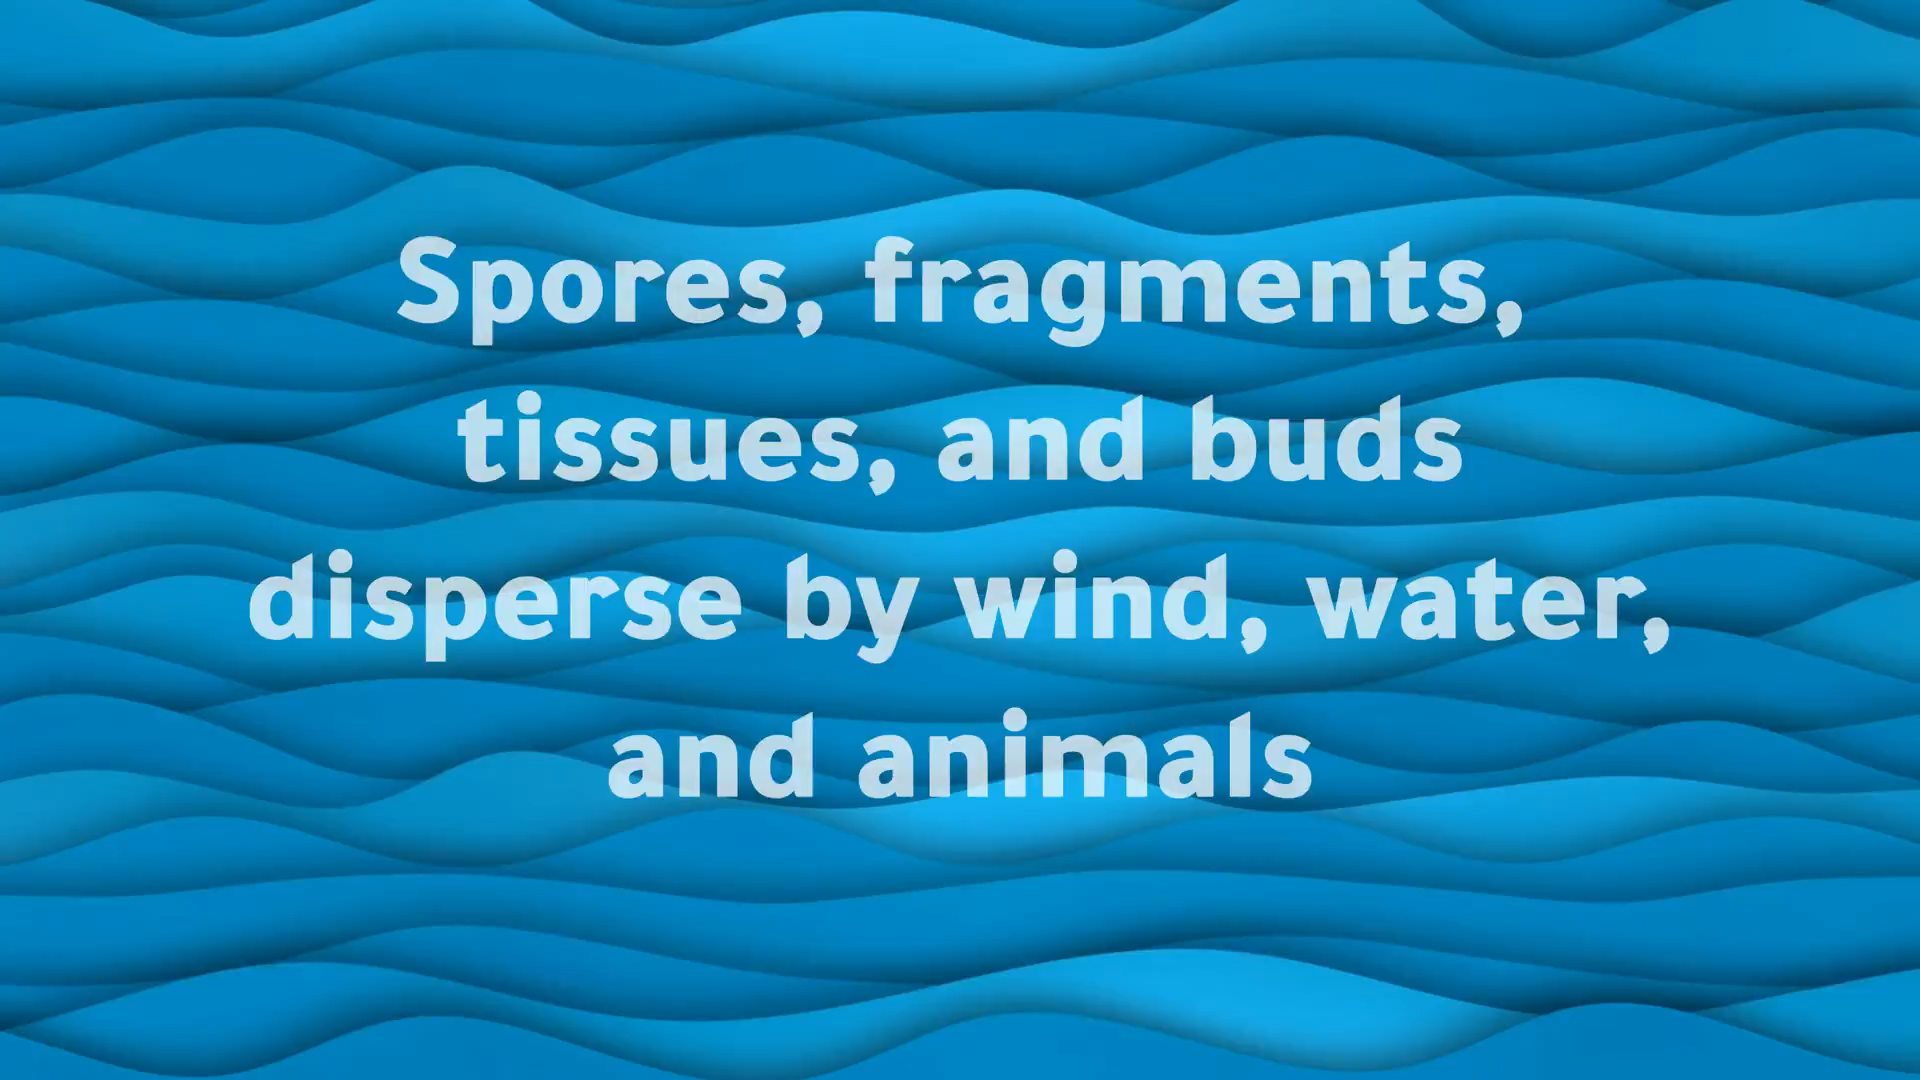 Spores, fragments,
tissues, and buds
disperse by wind, water,
and animals